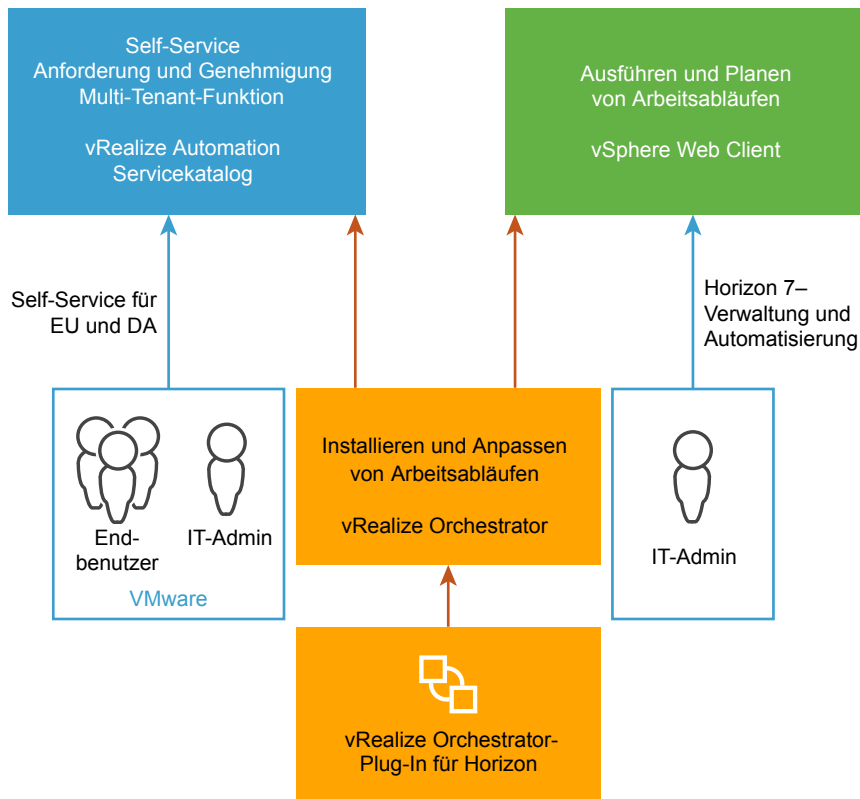 Self-Service
Anforderung und Genehmigung
Multi-Tenant-Funktion
vRealize Automation
Servicekatalog
Ausführen und Planen
von Arbeitsabläufen
vSphere Web Client
Self-Service für
EU und DA
Horizon 7–
Verwaltung und
Automatisierung
End-
benutzer
IT-Admin
VMware
Installieren und Anpassen
von Arbeitsabläufen
vRealize Orchestrator
IT-Admin
vRealize Orchestrator-
Plug-In für Horizon